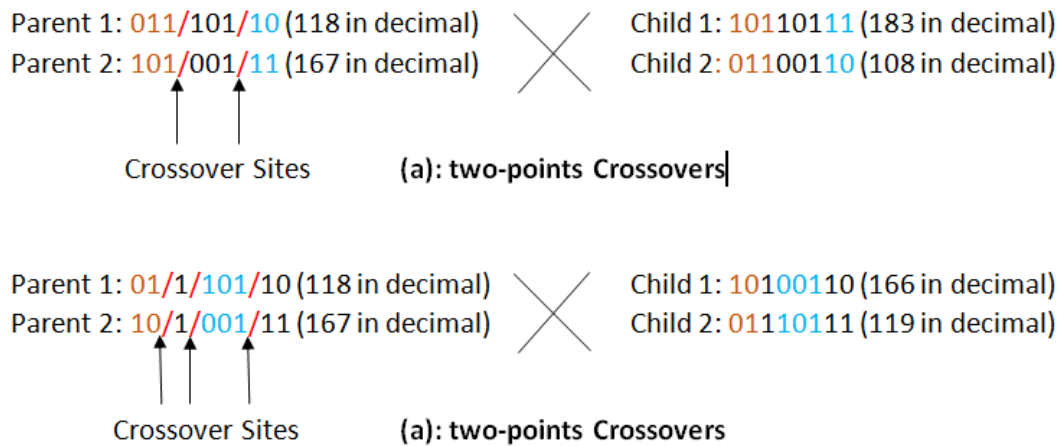 Parent 1: 011/101/10 (118 in decimal) Child 1: 10110111 (183 in decimal)
Parent 2: 101/001/11 (167 in decimal) Child 2: 01100110 (108 in decimal)
Crossover Sites (a): two-points Crossovers
Parent 1: 01/1/101/10 (118 in decimal) Child 1: 10100110 (166 in decimal)
Parent 2: 10/1/001/11 (167 in decimal) Child 2: 01110111 (119 in decimal)
Crossover Sites (a): two-points Crossovers